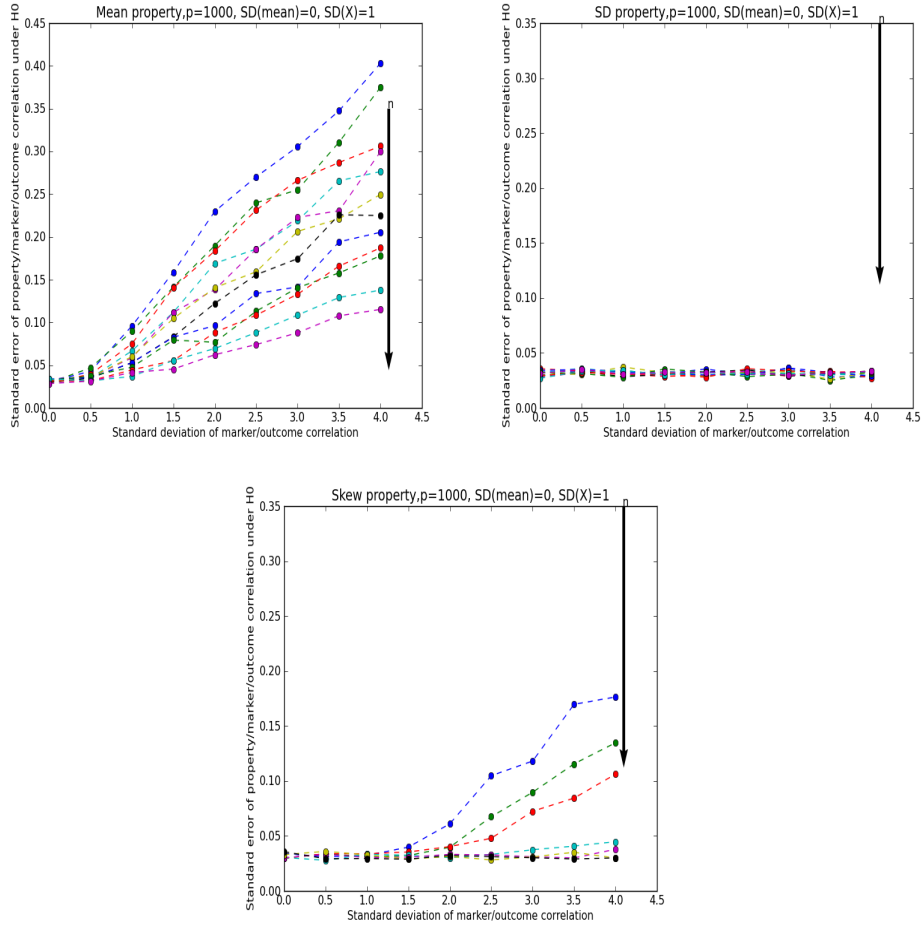 Mean property,p=1000, SD(mean)=0, SD(X)=1
Standard error of property/marker/outcome correlation under H0
0.45
0.40
0.35
0.30
0.25
0.20
0.15
0.10
0.05
0.00
n
0.0 0.5 1.0 1.5 2.0 2.5 3.0 3.5 4.0 4.5
Standard deviation of marker/outcome correlation
SD property,p=1000, SD(mean)=0, SD(X)=1
Standard error of property/marker/outcome correlation under H0
n
0.35
0.30
0.25
0.20
0.15
0.10
0.05
0.00
0.0 0.5 1.0 1.5 2.0 2.5 3.0 3.5 4.0 4.5
Standard deviation of marker/outcome correlation
Skew property,p=1000, SD(mean)=0, SD(X)=1
Standard error of property/marker/outcome correlation under H0
n
0.35
0.30
0.25
0.20
0.15
0.10
0.05
0.00
0.0 0.5 1.0 1.5 2.0 2.5 3.0 3.5 4.0 4.5
Standard deviation of marker/outcome correlation